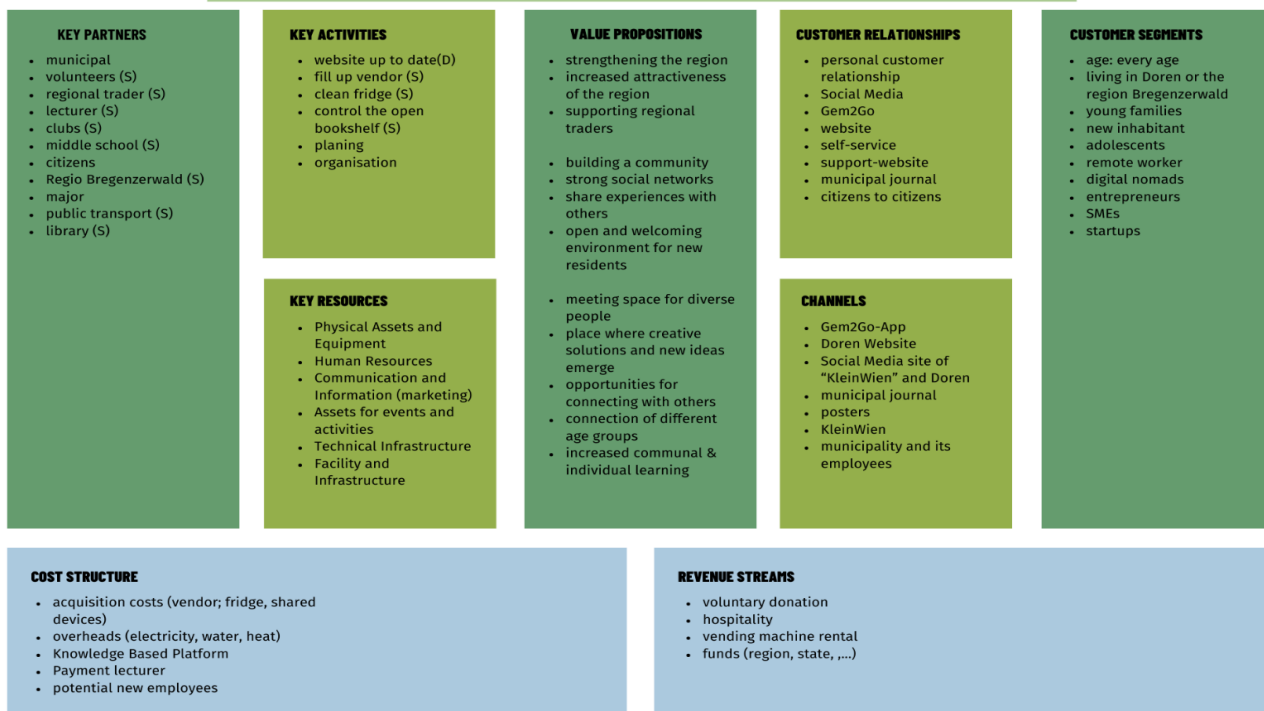 KEY PARTNERS
• municipal
• volunteers (S)
• regional trader (S)
• lecturer (S)
• clubs (S)
• middle school (S)
• citizens
• Regio Bregenzerwald (S)
• major
• public transport (S)
• library (S)
KEY ACTIVITIES
• website up to date(D)
• fill up vendor (S)
• clean fridge (S)
• control the open
bookshelf (S)
• planing
• organisation
KEY RESOURCES
• Physical Assets and
Equipment
• Human Resources
• Communication and
Information (marketing)
• Assets for events and
activities
• Technical Infrastructure
• Facility and
Infrastructure
VALUE PROPOSITIONS
• strengthening the region
• increased attractiveness
of the region
• supporting regional
traders
• building a community
• strong social networks
• share experiences with
others
• open and welcoming
environment for new
residents
• meeting space for diverse
people
• place where creative
solutions and new ideas
emerge
• opportunities for
connecting with others
• connection of different
age groups
• increased communal &
individual learning
CUSTOMER RELATIONSHIPS
• personal customer
relationship
• Social Media
• Gem2Go
• website
• self-service
• support-website
• municipal journal
• citizens to citizens
CHANNELS
• Gem2Go-App
• Doren Website
• Social Media site of
“KleinWien” and Doren
• municipal journal
• posters
• KleinWien
• municipality and its
employees
CUSTOMER SEGMENTS
• age: every age
• living in Doren or the
region Bregenzerwald
• young families
• new inhabitant
• adolescents
• remote worker
• digital nomads
• entrepreneurs
• SMEs
• startups
COST STRUCTURE
• acquisition costs (vendor; fridge, shared
devices)
• overheads (electricity, water, heat)
• Knowledge Based Platform
• Payment lecturer
• potential new employees
REVENUE STREAMS
• voluntary donation
• hospitality
• vending machine rental
• funds (region, state, ,...)